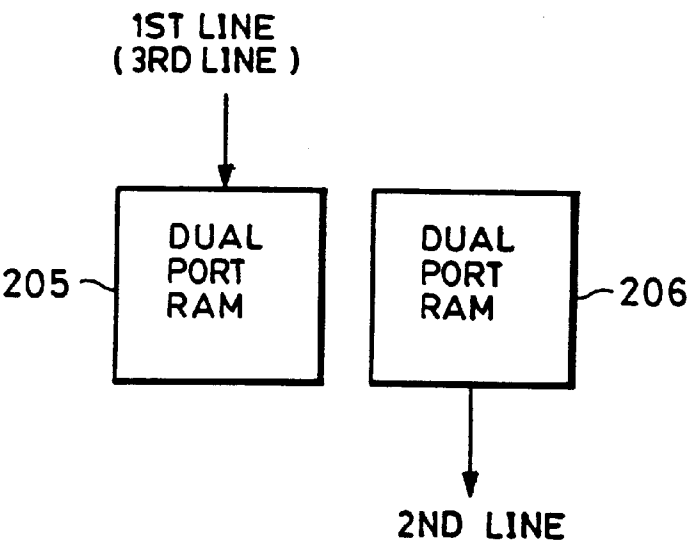 1ST LINE
(3RD LINE)
DUAL
PORT
RAM
205
DUAL
PORT
RAM
206
2ND LINE